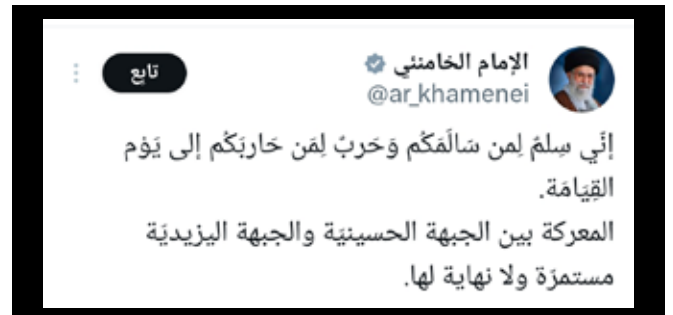 الإمام الخامنئي
تابع
@ar_khamenei
إنّي سِلمٌ لِمن سَالَمَكُم وَحَربٌ لِمَن حَاربَكُم إلى يَوْم
القِيَامَة.
المعركة بين الجبهة الحسينيّة والجبهة اليزيديّة
مستمرّة ولا نهاية لها.